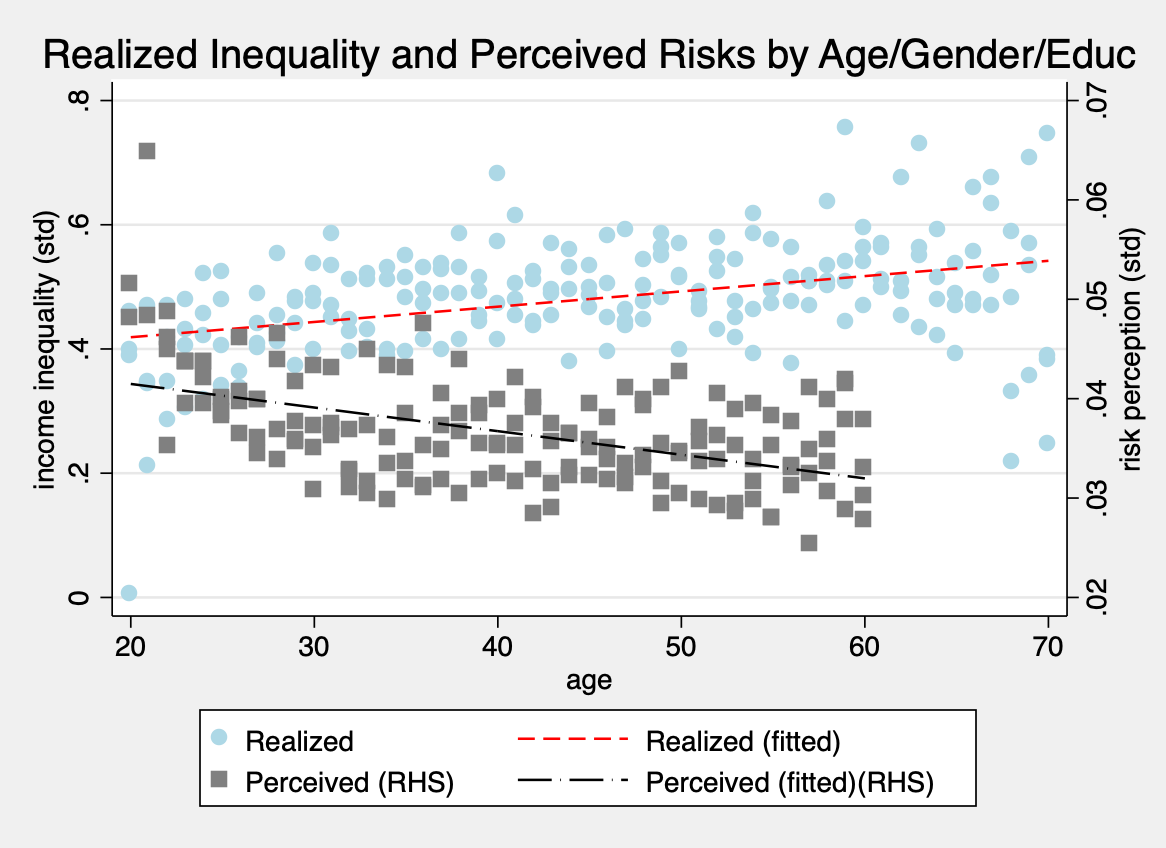 Realized Inequality and Perceived Risks by Age/Gender/Educ
income inequality (std)
.8
.6
.4
.2
0
risk perception (std)
.07
.06
.05
.04
.03
.02
20 30 40 50 60 70
age
Realized
Realized (fitted)
Perceived (RHS)
Perceived (fitted)(RHS)